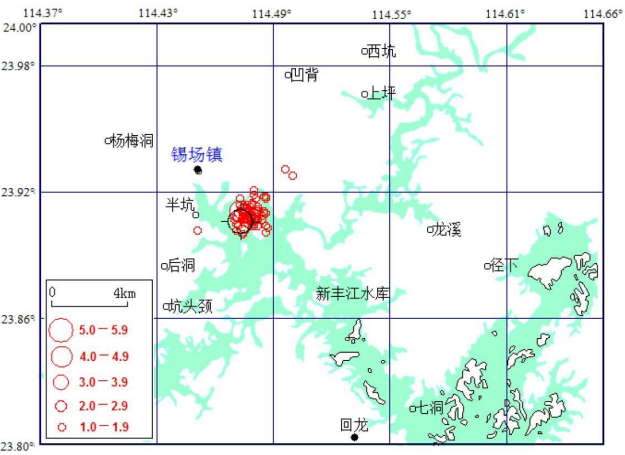 114.37° 114.43° 114.49° 114.55° 114.61° 114.66°
24.00°
西坑
23.98°
凹背
上坪
杨梅洞
锡场镇
23.92°
半坑
龙溪
后洞
径下
0 4km
新丰江水库
坑头颈
23.86°
5.0－5.9
4.0－4.9
3.0－3.9
2.0－2.9
1.0－1.9
七洞
回龙
23.80°